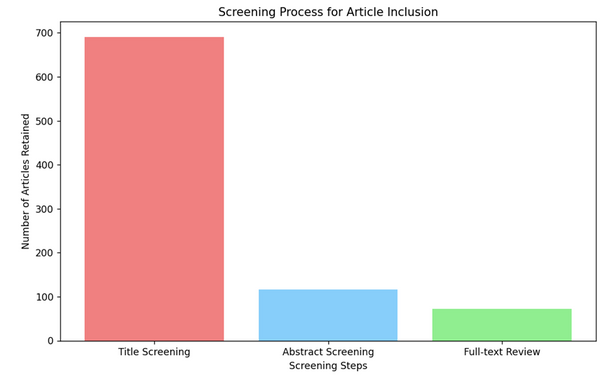 Screening Process for Article Inclusion
Number of Articles Retained
700
600
500
400
300
200
100
0
Title Screening
Abstract Screening
Full-text Review
Screening Steps